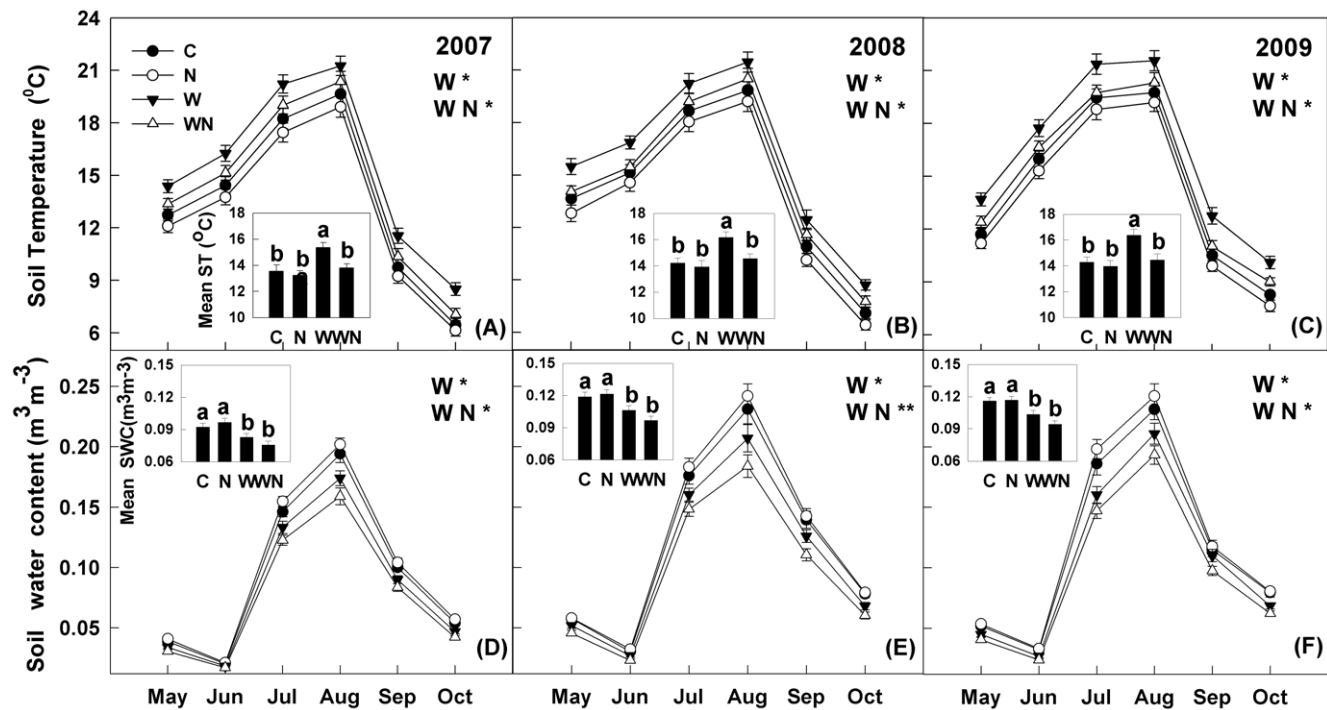 24
21
18
15
12
9
6
Soil Temperature (⁰C)
C
N
W
WN
2007
W *
W N *
18
16
14
12
10
Mean ST (⁰C)
b b a b
C N WWN
(A)
2008
W *
W N *
18
16
14
12
10
b b a b
C N WWN
(B)
2009
W *
W N *
18
16
14
12
10
b b a b
C N WWN
(C)
0.25
0.20
0.15
0.10
0.05
Soil water content (m³m⁻³)
0.15
0.12
0.09
0.06
Mean SWC(m³m-3)
a a b b
C N WWN
W *
W N *
(D)
0.15
0.12
0.09
0.06
a a b b
C N WWN
W *
W N **
(E)
0.15
0.12
0.09
0.06
a a b b
C N WWN
W *
W N *
(F)
May Jun Jul Aug Sep Oct
May Jun Jul Aug Sep Oct
May Jun Jul Aug Sep Oct